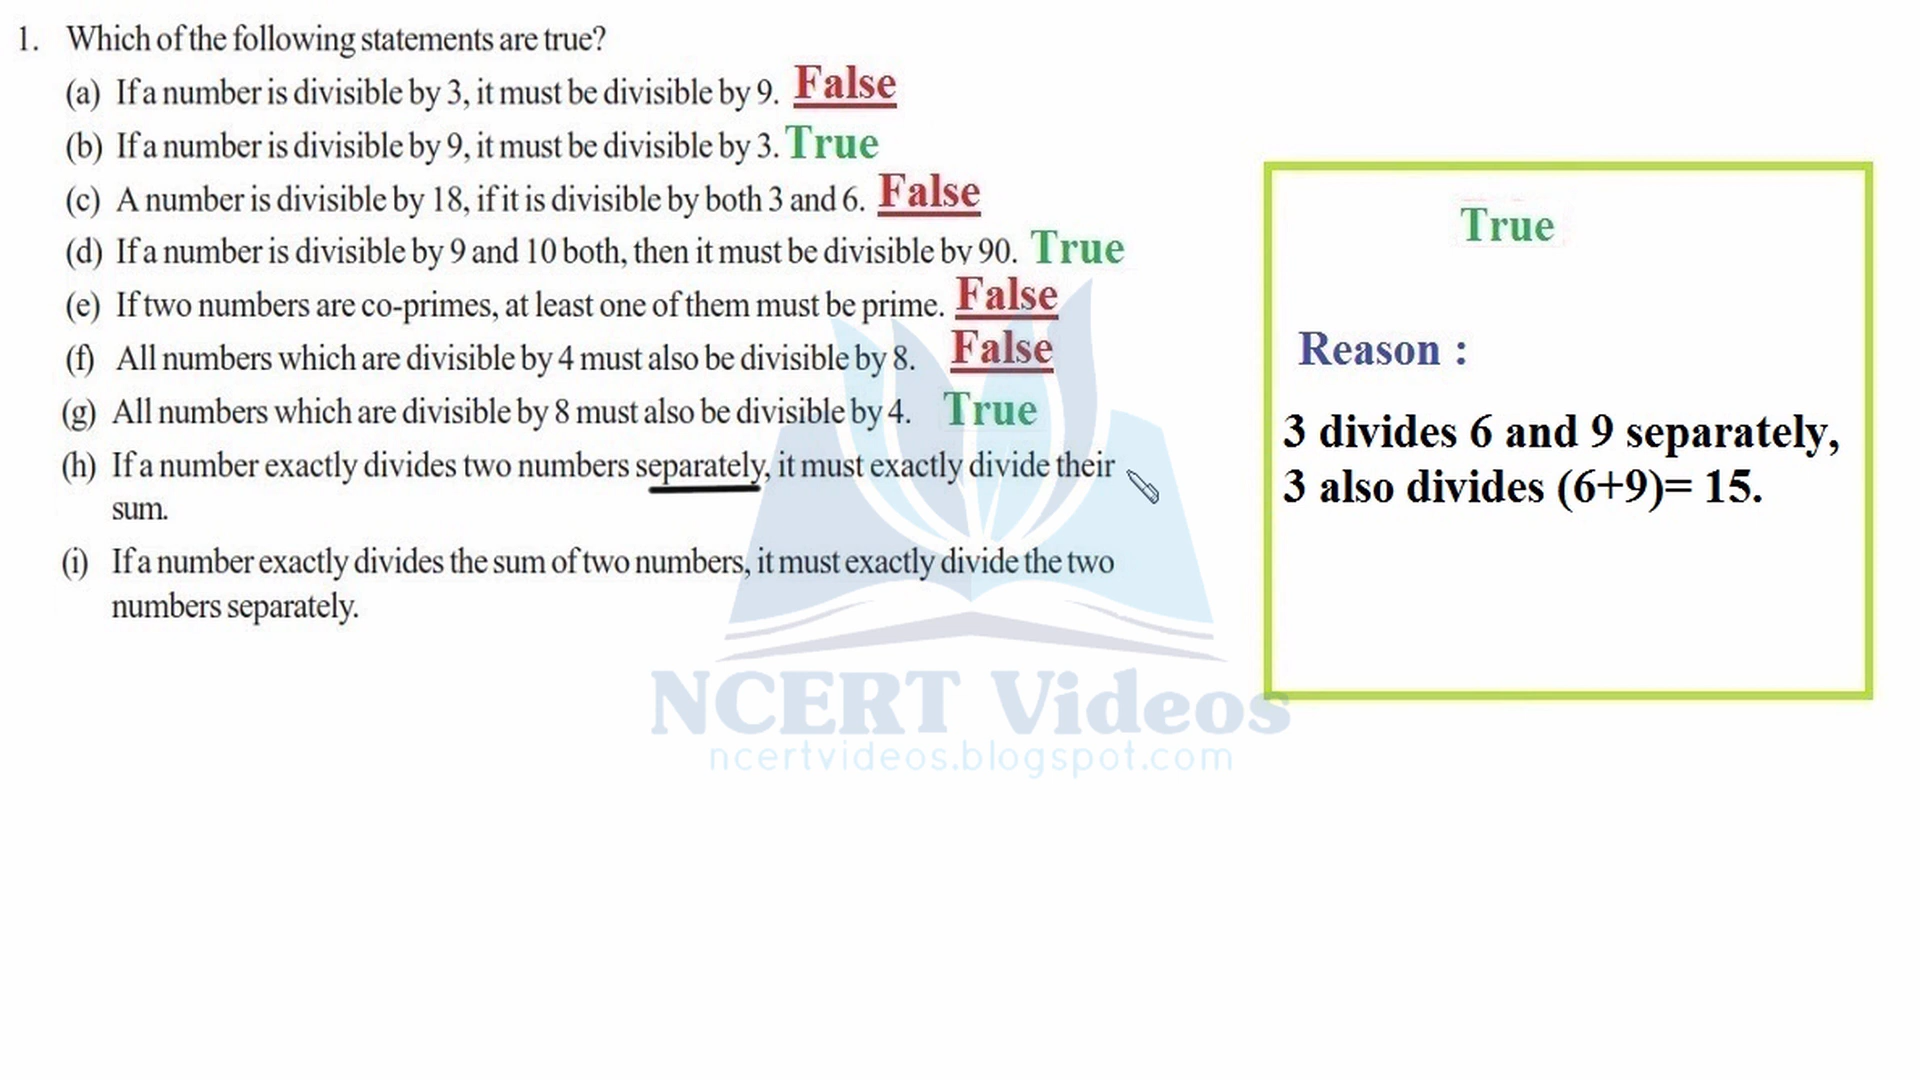 1. Which of the following statements are true?
(a) If a number is divisible by 3, it must be divisible by 9. False
(b) If a number is divisible by 9, it must be divisible by 3. True
(c) A number is divisible by 18, if it is divisible by both 3 and 6. False
(d) If a number is divisible by 9 and 10 both, then it must be divisible by 90. True
(e) If two numbers are co-primes, at least one of them must be prime. False
(f) All numbers which are divisible by 4 must also be divisible by 8. False
(g) All numbers which are divisible by 8 must also be divisible by 4. True
(h) If a number exactly divides two numbers separately, it must exactly divide their
sum.
(i) If a number exactly divides the sum of two numbers, it must exactly divide the two
numbers separately.
True
Reason :
3 divides 6 and 9 separately,
3 also divides (6+9)= 15.
NCERT Videos
ncertvideos.blogspot.com